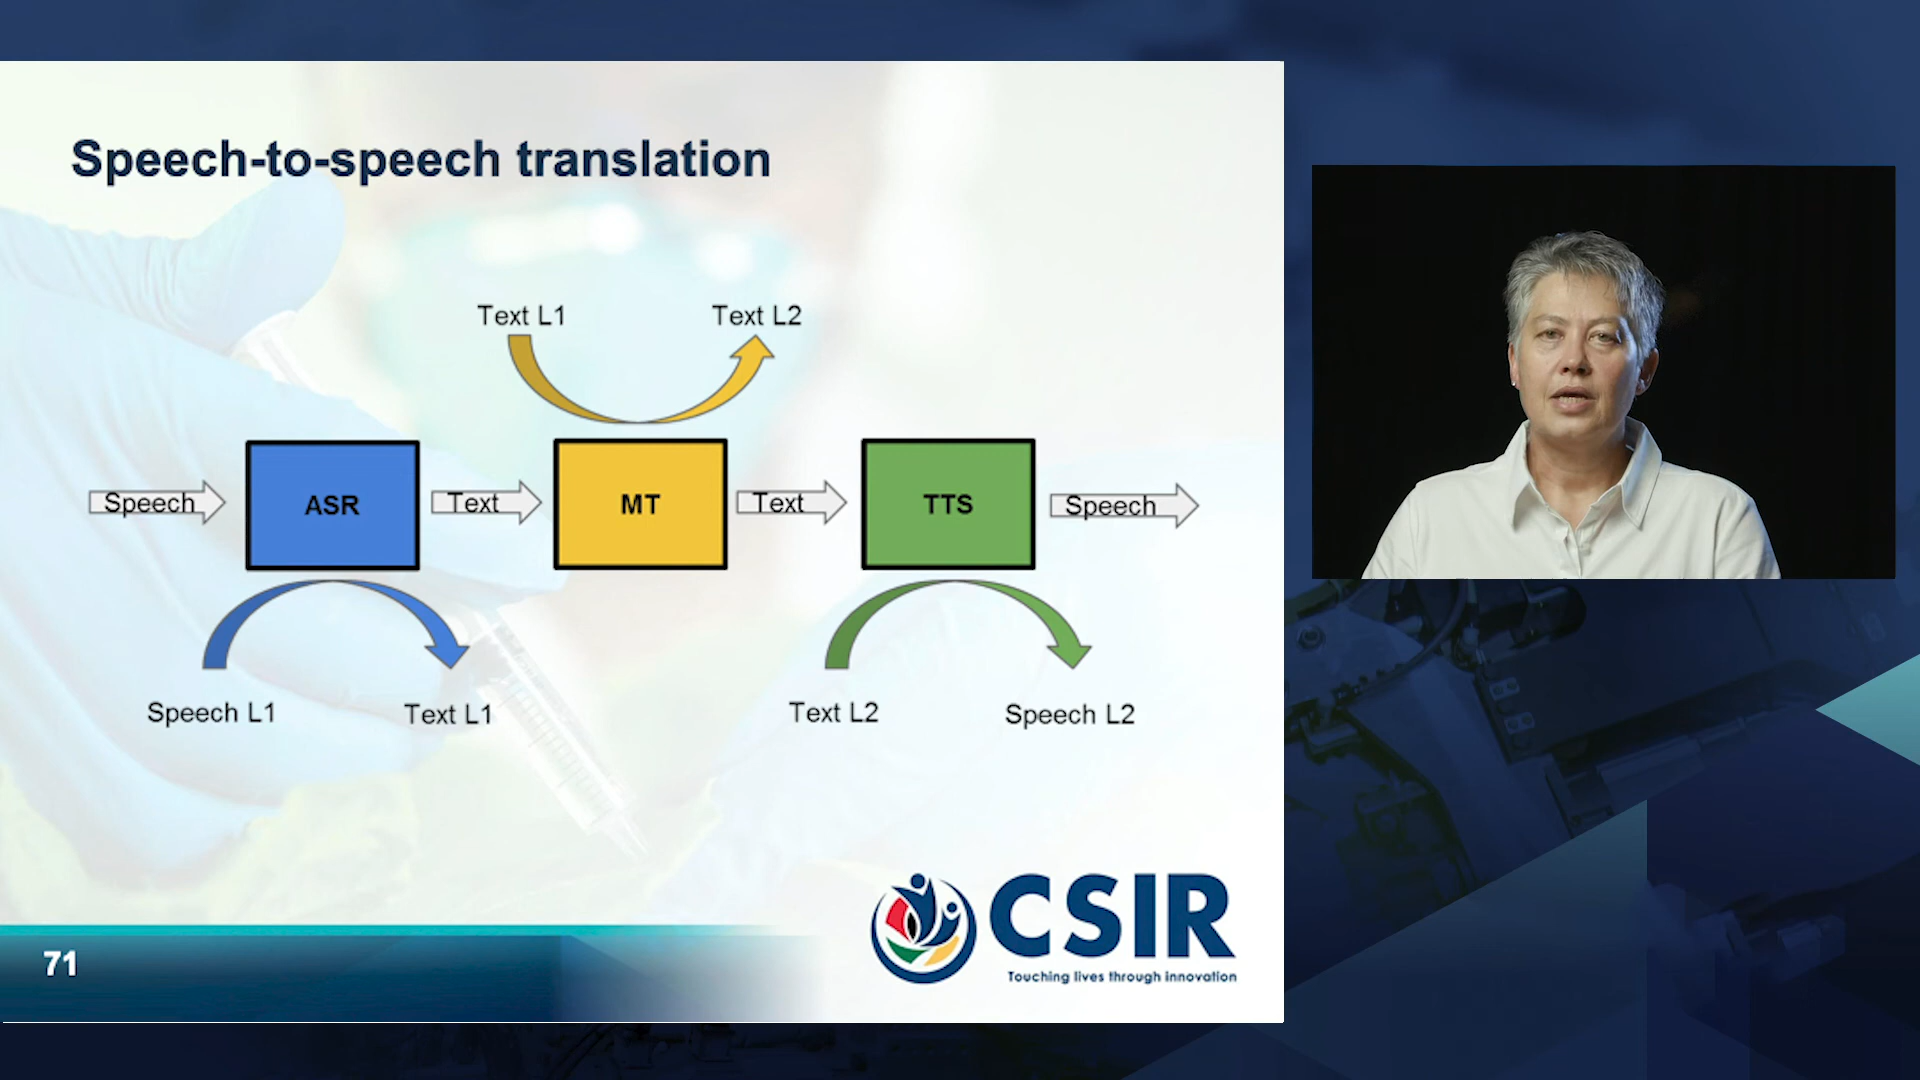 Speech-to-speech translation
Text L1
Text L2
Speech
ASR
Text
MT
Text
TTS
Speech
Speech L1
Text L1
Text L2
Speech L2
CSIR
Touching lives through innovation
71